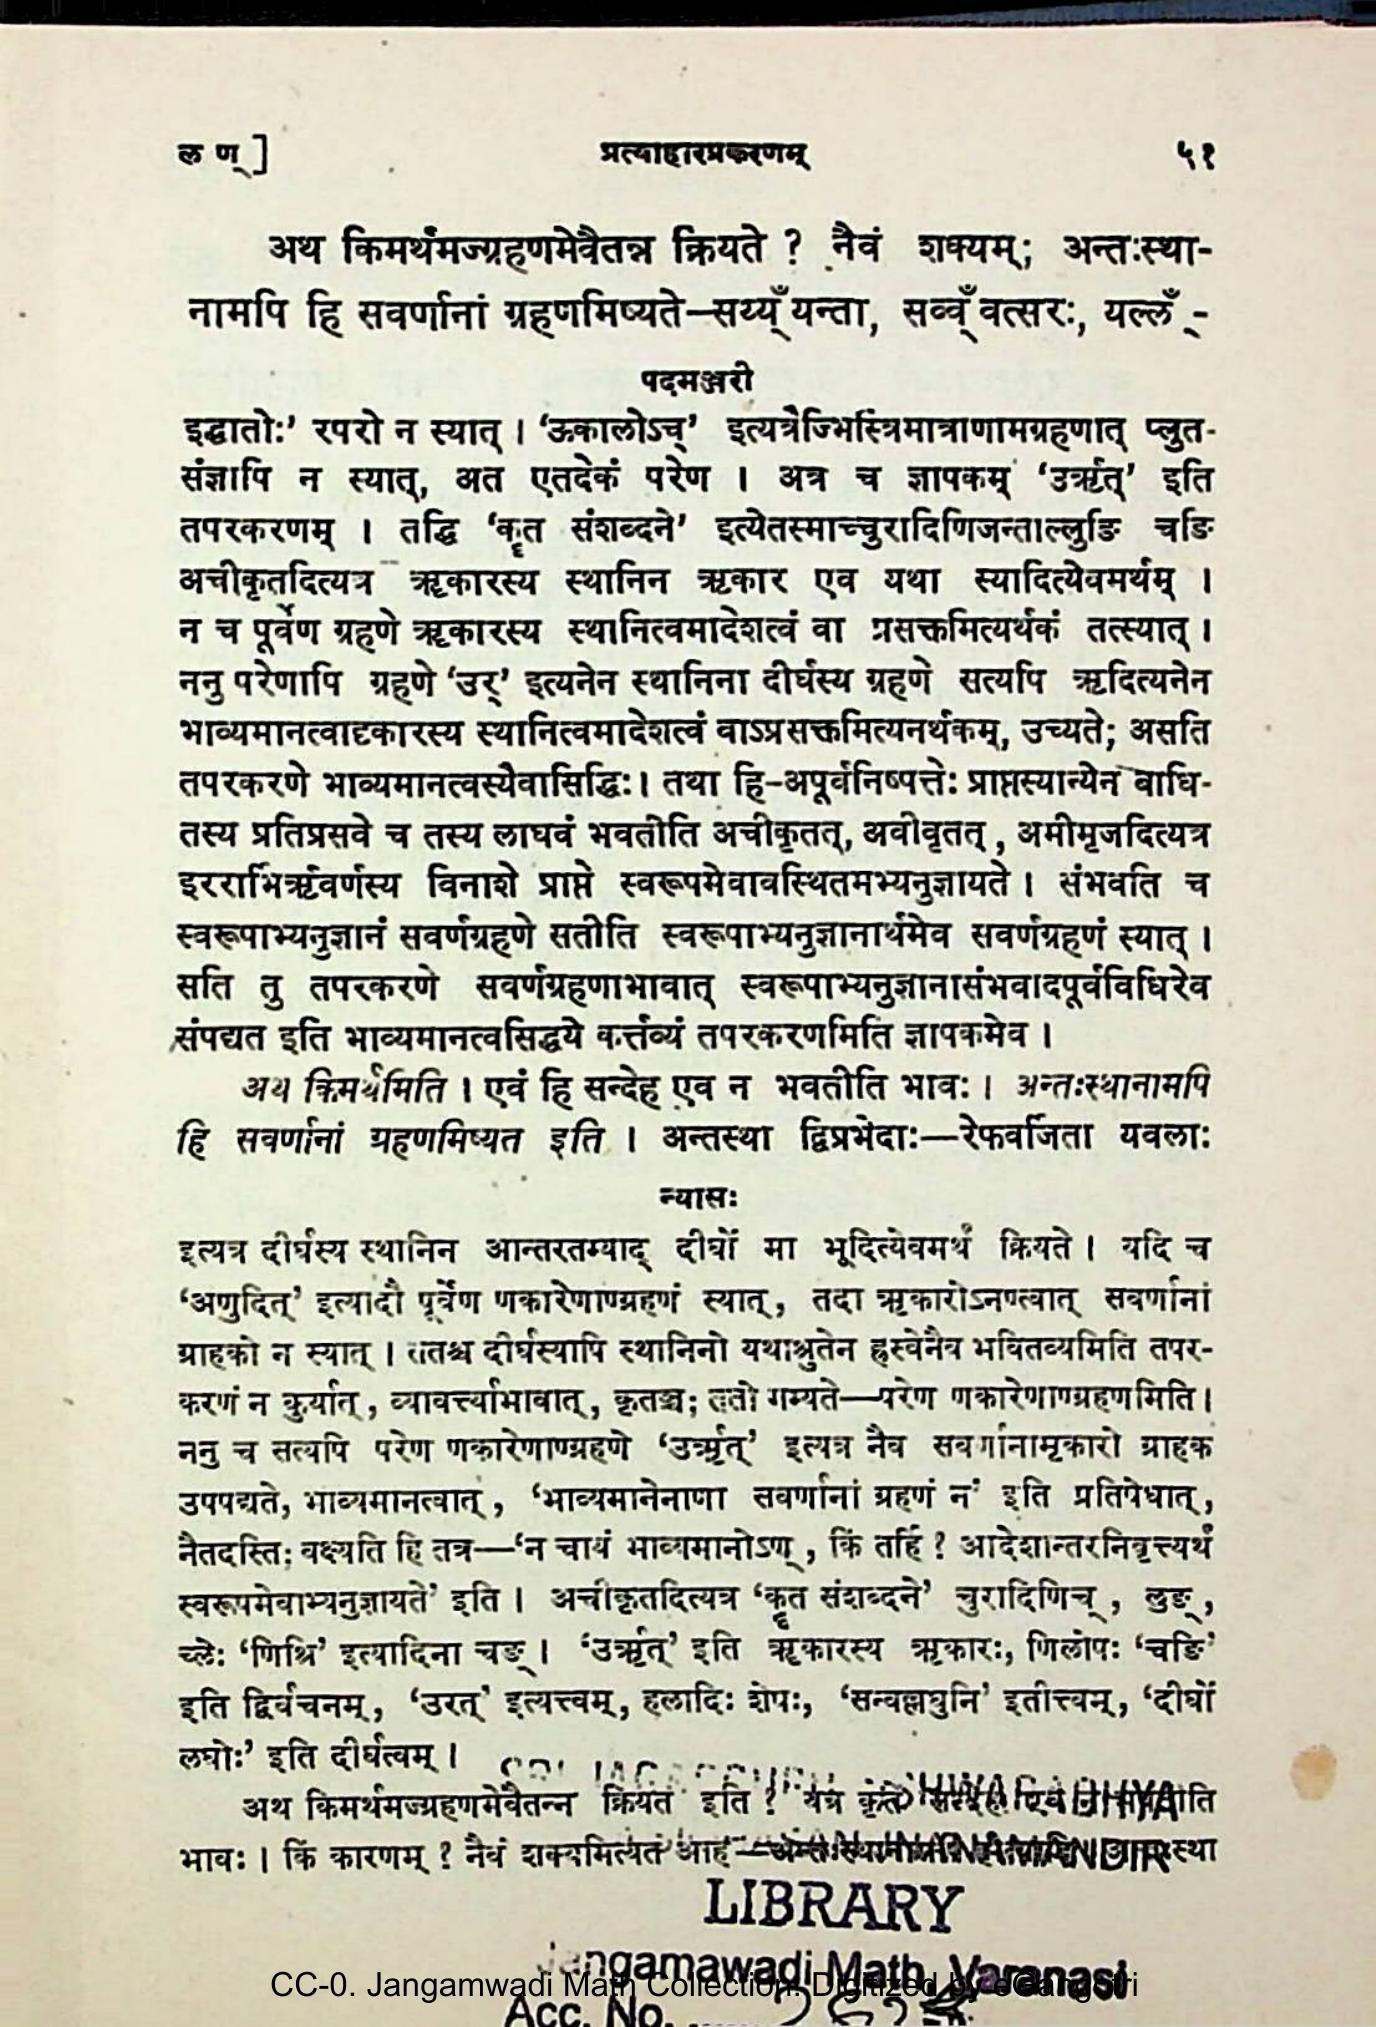 ल ण् ] प्रत्याहारप्रकरणम् ५१
अथ किमर्थमज्ग्रहणमेवैतन्न क्रियते ? नैवं शक्यम्; अन्तःस्था-
नामपि हि सवर्णानां ग्रहणमिष्यते—सय्यँ्यन्ता, सव्वँ्वत्सरः, यल्लँ्-
पदमञ्जरी
इद्धातोः’ रपरो न स्यात् । ‘ऊकालोऽच्’ इत्यत्रैज्भिस्त्रिमात्राणामग्रहणात् प्लुत-
संज्ञापि न स्यात्, अत एतदेकं परेण । अत्र च ज्ञापकम् ‘उर्ऋत्’ इति
तपरकरणम् । तद्धि ‘कॄत संशब्दने’ इत्येतस्माच्चुरादिणिजन्ताल्लुङि चङि
अचीकृतदित्यत्र ॠकारस्य स्थानिन ऋकार एव यथा स्यादित्येवमर्थम् ।
न च पूर्वेण ग्रहणे ॠकारस्य स्थानित्वमादेशत्वं वा प्रसक्तमित्यर्थकं तत्स्यात् ।
ननु परेणापि ग्रहणे ‘उर्’ इत्यनेन स्थानिना दीर्घस्य ग्रहणे सत्यपि ऋदित्यनेन
भाव्यमानत्वादृकारस्य स्थानित्वमादेशत्वं वाऽप्रसक्तमित्यनर्थकम्, उच्यते; असति
तपरकरणे भाव्यमानत्वस्यैवासिद्धिः। तथा हि-अपूर्वनिष्पत्तेः प्राप्तस्यान्येन बाधि-
तस्य प्रतिप्रसवे च तस्य लाघवं भवतीति अचीकृतत्, अवीवृतत्, अमीमृजदित्यत्र
इररार्भिर्ऋवर्णस्य विनाशे प्राप्ते स्वरूपमेवावस्थितमभ्यनुज्ञायते । संभवति च
स्वरूपाभ्यनुज्ञानं सवर्णग्रहणे सतीति स्वरूपाभ्यनुज्ञानार्थमेव सवर्णग्रहणं स्यात् ।
सति तु तपरकरणे सवर्णग्रहणाभावात् स्वरूपाभ्यनुज्ञानासंभवादपूर्वविधिरेव
संपद्यत इति भाव्यमानत्वसिद्धये कर्त्तव्यं तपरकरणमिति ज्ञापकमेव ।
अथ किमर्थमिति । एवं हि सन्देह एव न भवतीति भावः । अन्तःस्थानामपि
हि सवर्णानां ग्रहणमिष्यत इति । अन्तस्था द्विप्रभेदाः—रेफवर्जिता यवलाः
न्यासः
इत्यत्र दीर्घस्य स्थानिन आन्तरतम्याद् दीर्घो मा भूदित्येवमर्थं क्रियते । यदि च
‘अणुदित्’ इत्यादौ पूर्वेण णकारेणाण्ग्रहणं स्यात्, तदा ऋकारोऽनण्त्वात् सवर्णानां
ग्राहको न स्यात् । ततश्च दीर्घस्यापि स्थानिनो यथाश्रुतेन ह्रस्वेनैव भवितव्यमिति तपर-
करणं न कुर्यात्, व्यावर्त्त्याभावात्, कृतञ्च; ततो गम्यते—परेण णकारेणाण्ग्रहणमिति।
ननु च सत्यपि परेण णकारेणाण्ग्रहणे ‘उर्ऋत्’ इत्यत्र नैव सवर्णानामृकारो ग्राहक
उपपद्यते, भाव्यमानत्वात्, ‘भाव्यमानेनाणा सवर्णानां ग्रहणं न’ इति प्रतिषेधात्,
नैतदस्ति; वक्ष्यति हि तत्र—‘न चायं भाव्यमानोऽण्, किं तर्हि ? आदेशान्तरनिवृत्त्यर्थं
स्वरूपमेवाभ्यनुज्ञायते’ इति । अचीकृतदित्यत्र ‘कॄत संशब्दने’ चुरादिणिच्, लुङ्,
च्लेः ‘णिश्रि’ इत्यादिना चङ् । ‘उर्ऋत्’ इति ॠकारस्य ऋकारः, णिलोपः ‘चङि’
इति द्विर्वचनम्, ‘उरत्’ इत्यत्त्वम्, हलादिः शेषः, ‘सन्वल्लघुनि’ इतीत्त्वम्, ‘दीर्घो
लघोः’ इति दीर्घत्वम् ।
अथ किमर्थमज्ग्रहणमेवैतन्न क्रियत इति ?
भावः । किं कारणम् ? नैवं शक्यमित्यत आह
LIBRARY
Jangamawadi Math, Varanasi
CC-0. Jangamwadi Math Collection. Digitized by eGangotri
Acc. No.